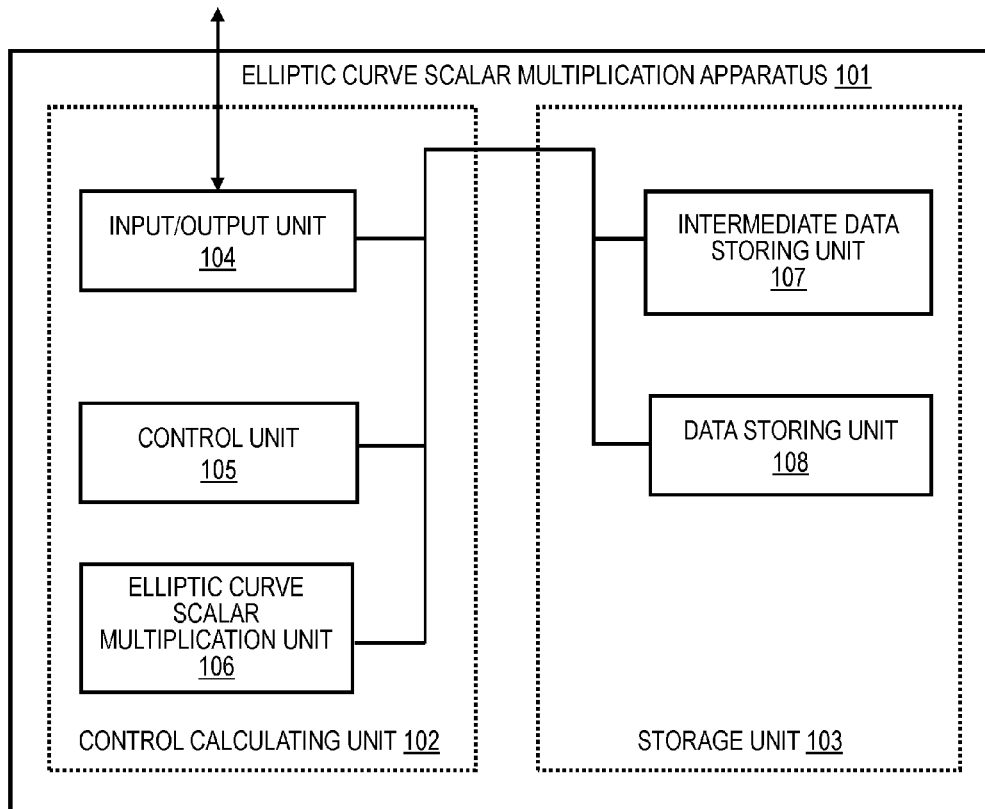 ELLIPTIC CURVE SCALAR MULTIPLICATION APPARATUS 101
INPUT/OUTPUT UNIT
104
CONTROL UNIT
105
ELLIPTIC CURVE
SCALAR
MULTIPLICATION UNIT
106
CONTROL CALCULATING UNIT 102
INTERMEDIATE DATA
STORING UNIT
107
DATA STORING UNIT
108
STORAGE UNIT 103